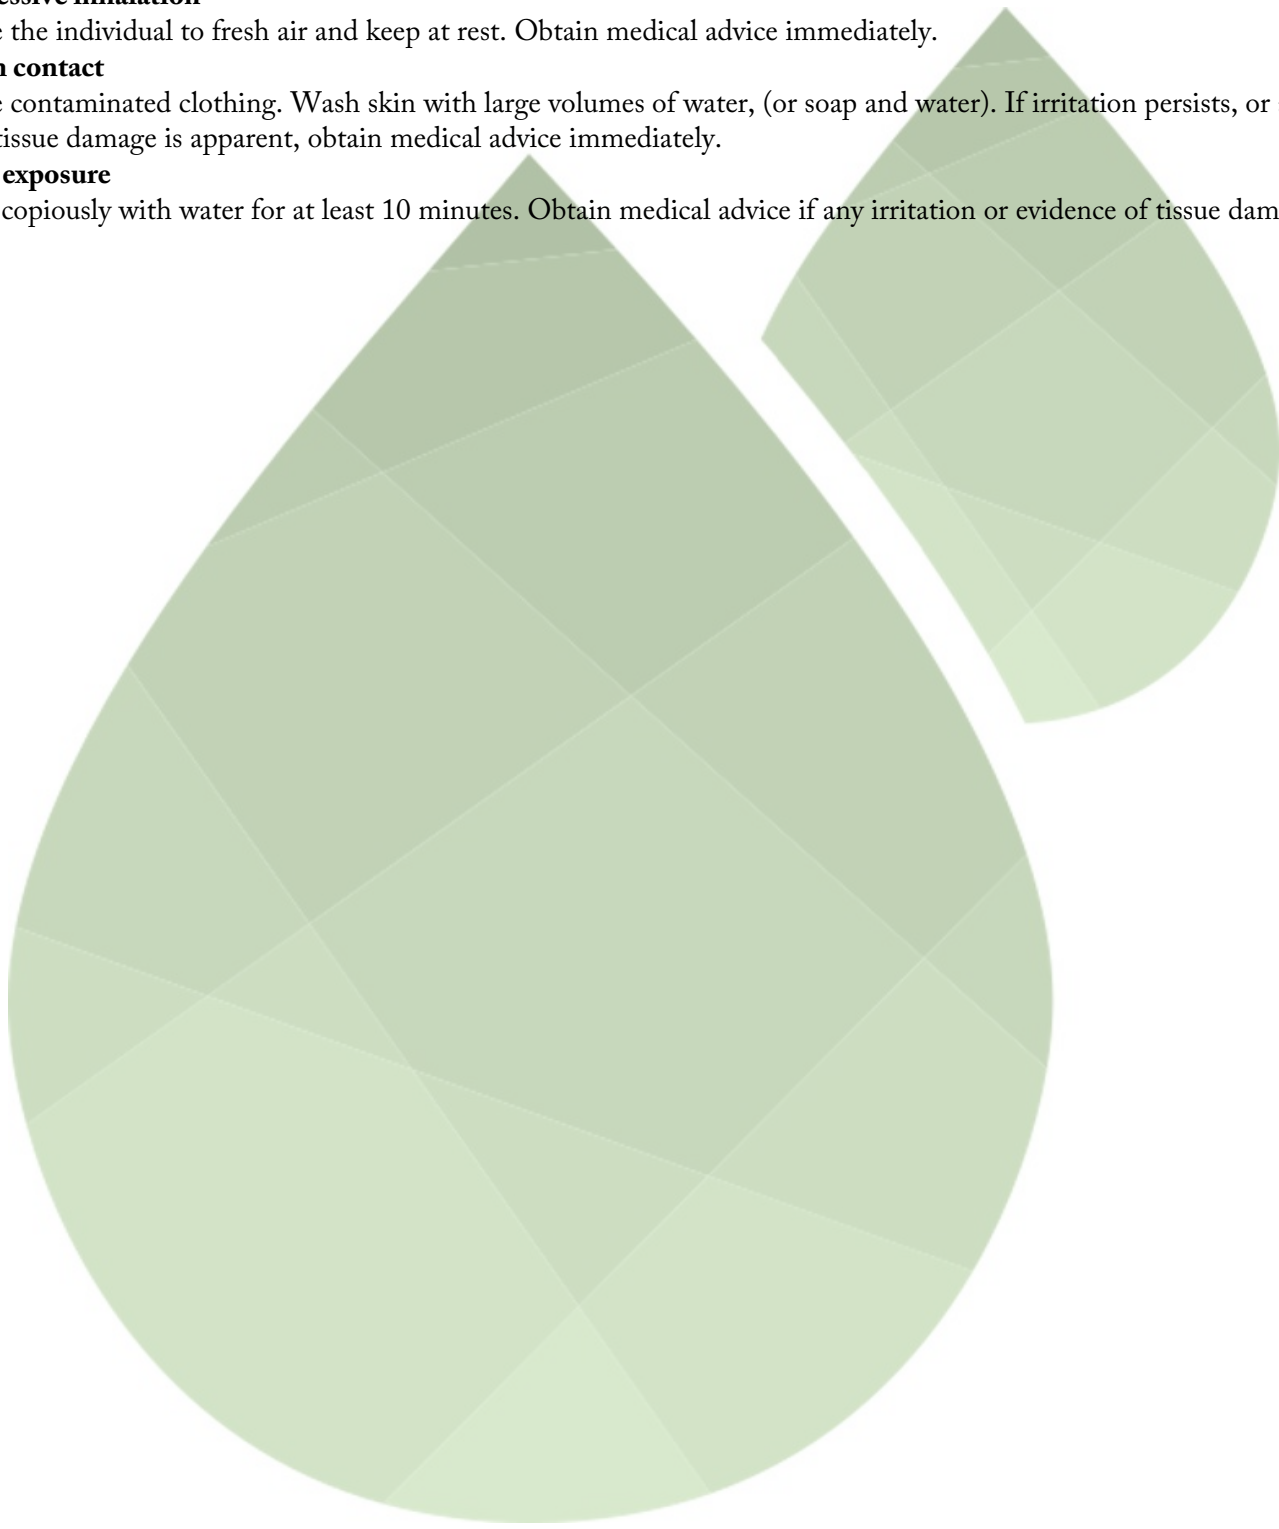 essive inhalation
e the individual to fresh air and keep at rest. Obtain medical advice immediately.
n contact
e contaminated clothing. Wash skin with large volumes of water, (or soap and water). If irritation persists, or
tissue damage is apparent, obtain medical advice immediately.
exposure
copiously with water for at least 10 minutes. Obtain medical advice if any irritation or evidence of tissue dam